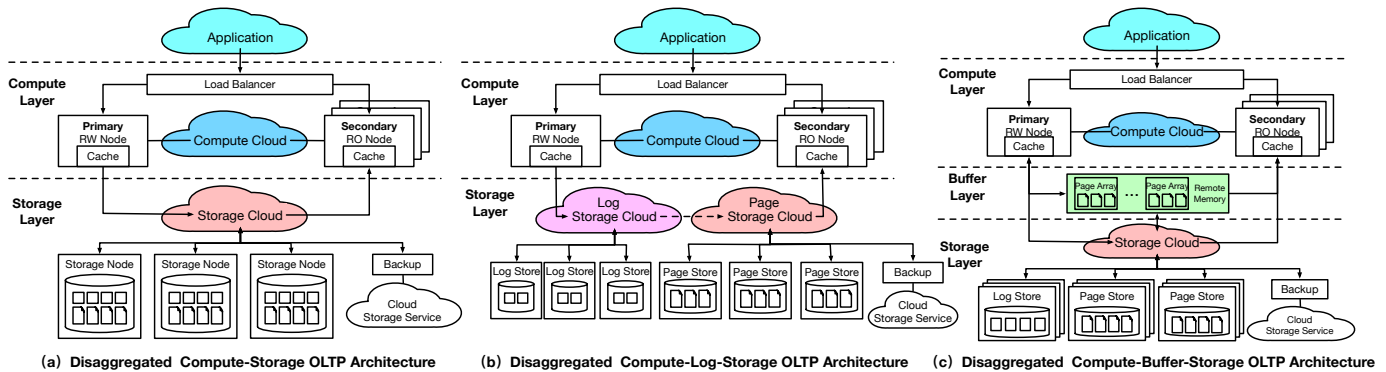 Application
Compute
Layer
Load Balancer
Primary
RW Node
Cache
Compute Cloud
Secondary
RO Node
Cache
Storage
Layer
Storage Cloud
Storage Node
Storage Node
Storage Node
Backup
Cloud
Storage Service
(a) Disaggregated Compute-Storage OLTP Architecture
Application
Compute
Layer
Load Balancer
Primary
RW Node
Cache
Compute Cloud
Secondary
RO Node
Cache
Storage
Layer
Log
Storage Cloud
Page
Storage Cloud
Log Store
Log Store
Log Store
Page Store
Page Store
Page Store
Backup
Cloud
Storage Service
(b) Disaggregated Compute-Log-Storage OLTP Architecture
Application
Compute
Layer
Load Balancer
Primary
RW Node
Cache
Compute Cloud
Secondary
RO Node
Cache
Buffer
Layer
Page Array
...
Page Array
Remote
Memory
Storage
Layer
Storage Cloud
Log Store
Page Store
Page Store
Backup
Cloud
Storage Service
(c) Disaggregated Compute-Buffer-Storage OLTP Architecture